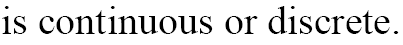 is continuous or discrete.